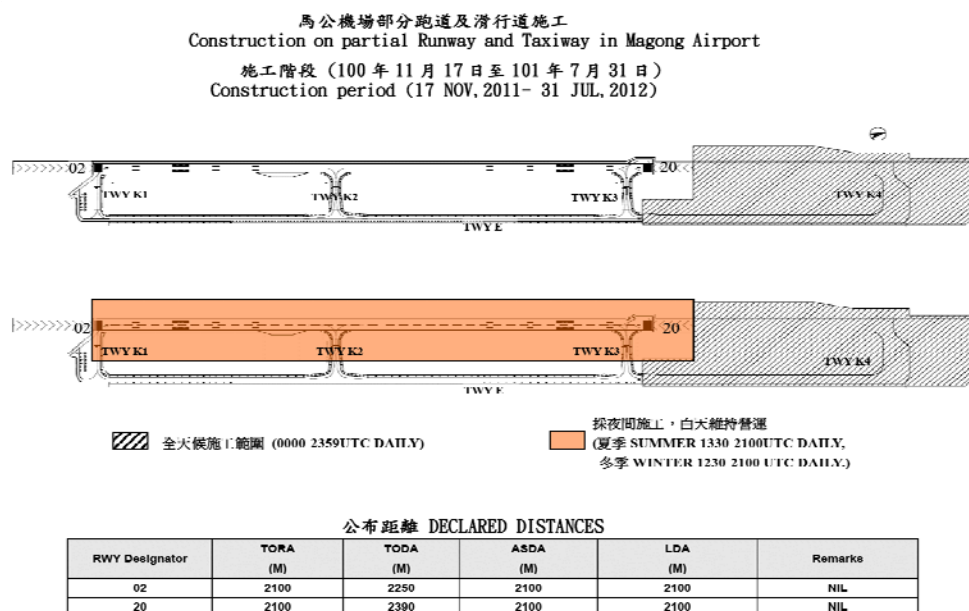 馬公機場部分跑道及滑行道施工
Construction on partial Runway and Taxiway in Magong Airport
施工階段 (100 年 11 月 17 日至 101 年 7 月 31 日)
Construction period (17 NOV,2011- 31 JUL,2012)
02 20
TWY K1 TWY K2 TWY K3 TWY K4
TWY E
02 20
TWY K1 TWY K2 TWY K3 TWY K4
TWY E
全天候施工範圍 (0000 2359UTC DAILY)
採夜間施工，白天維持營運
(夏季 SUMMER 1330 2100UTC DAILY,
冬季 WINTER 1230 2100 UTC DAILY.)
公布距離 DECLARED DISTANCES
RWY Designator TORA (M) TODA (M) ASDA (M) LDA (M) Remarks
02 2100 2250 2100 2100 NIL
20 2100 2390 2100 2100 NIL